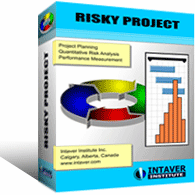 RISKY PROJECT
Project Planning
Quantitative Risk Analysis
Performance Measurement
Intaver Institute Inc.
Calgary, Alberta, Canada
www.intaver.com
INTAVER
INSTITUTE